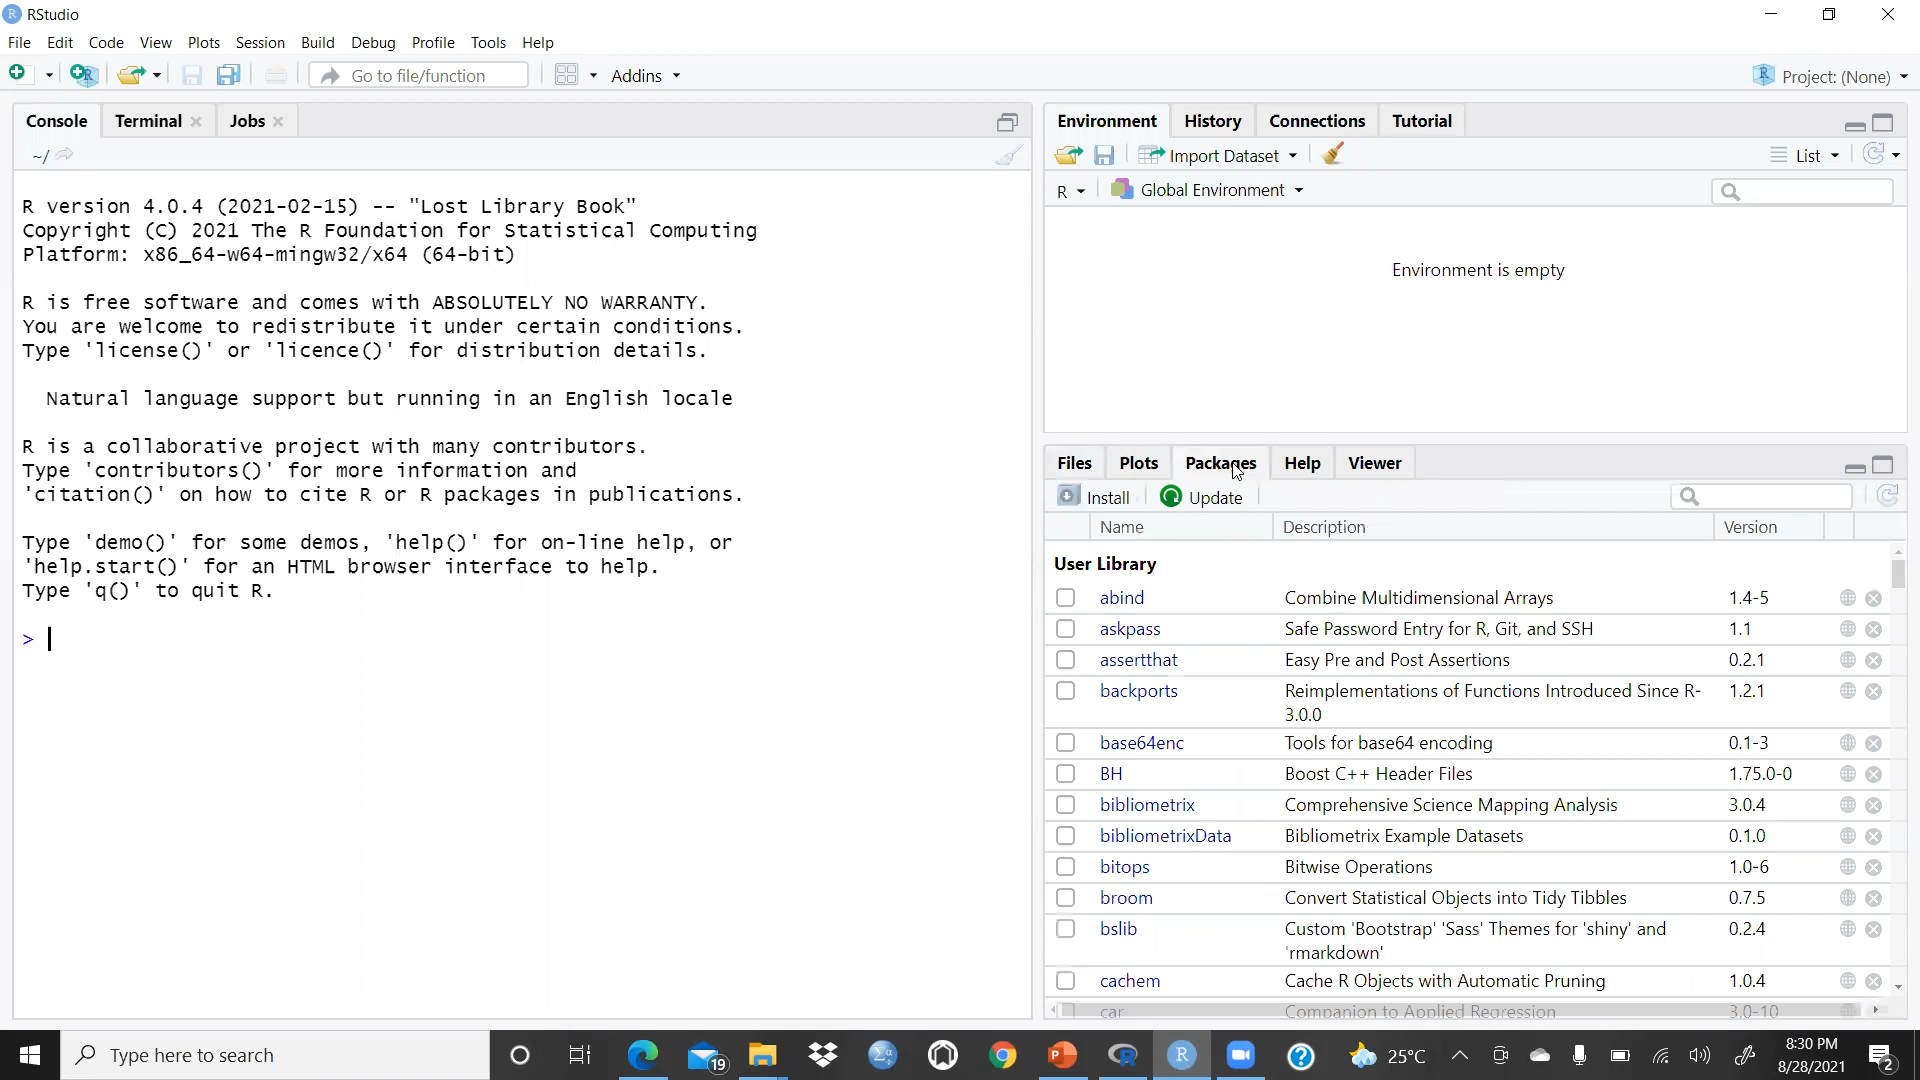 RStudio
File Edit Code View Plots Session Build Debug Profile Tools Help
Go to file/function Addins Project: (None)
Console Terminal Jobs
~/
R version 4.0.4 (2021-02-15) -- "Lost Library Book"
Copyright (C) 2021 The R Foundation for Statistical Computing
Platform: x86_64-w64-mingw32/x64 (64-bit)
R is free software and comes with ABSOLUTELY NO WARRANTY.
You are welcome to redistribute it under certain conditions.
Type 'license()' or 'licence()' for distribution details.
Natural language support but running in an English locale
R is a collaborative project with many contributors.
Type 'contributors()' for more information and
'citation()' on how to cite R or R packages in publications.
Type 'demo()' for some demos, 'help()' for on-line help, or
'help.start()' for an HTML browser interface to help.
Type 'q()' to quit R.
>
Environment History Connections Tutorial
Import Dataset List
R Global Environment
Environment is empty
Files Plots Packages Help Viewer
Install Update
Name Description Version
User Library
abind Combine Multidimensional Arrays 1.4-5
askpass Safe Password Entry for R, Git, and SSH 1.1
assertthat Easy Pre and Post Assertions 0.2.1
backports Reimplementations of Functions Introduced Since R- 1.2.1
3.0.0
base64enc Tools for base64 encoding 0.1-3
BH Boost C++ Header Files 1.75.0-0
bibliometrix Comprehensive Science Mapping Analysis 3.0.4
bibliometrixData Bibliometrix Example Datasets 0.1.0
bitops Bitwise Operations 1.0-6
broom Convert Statistical Objects into Tidy Tibbles 0.7.5
bslib Custom 'Bootstrap' 'Sass' Themes for 'shiny' and 0.2.4
'rmarkdown'
cachem Cache R Objects with Automatic Pruning 1.0.4
car Companion to Applied Regression 3.0-10
Type here to search
19
25°C
8:30 PM
8/28/2021
2